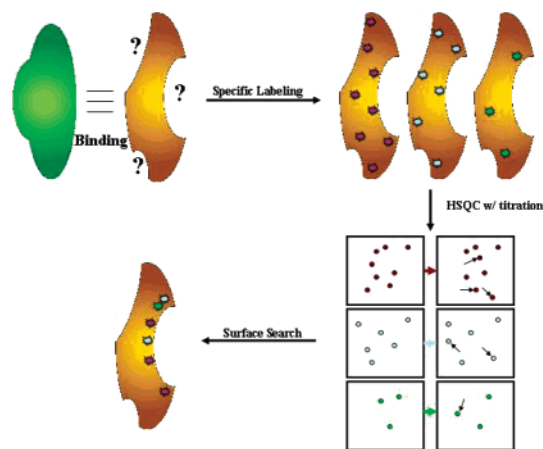 ?
?
Specific Labeling
Binding
?
HSQC w/ titration
Surface Search